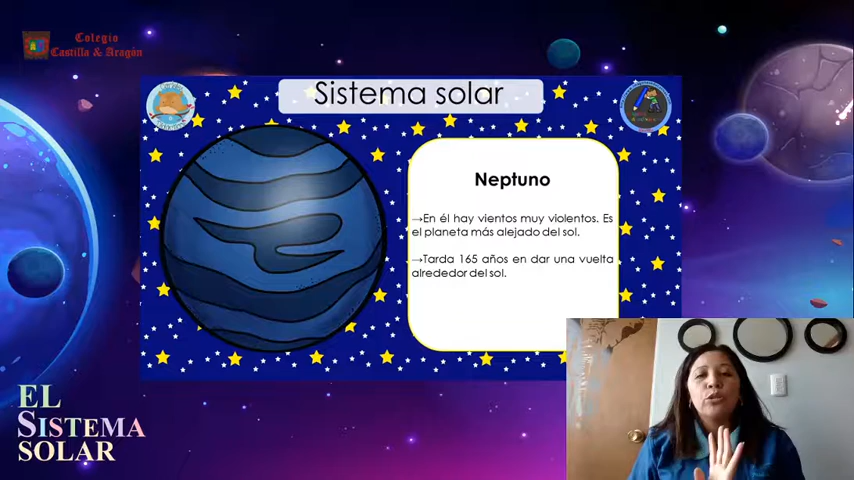 Colegio
Castilla & Aragón
Sistema solar
Neptuno
→En él hay vientos muy violentos. Es
el planeta más alejado del sol.
→Tarda 165 años en dar una vuelta
alrededor del sol.
EL
SISTEMA
SOLAR